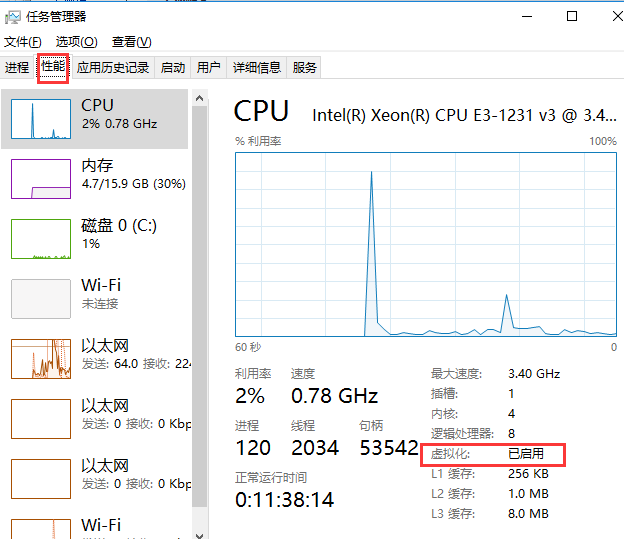 任务管理器
文件(F) 选项(O) 查看(V)
进程 性能 应用历史记录 启动 用户 详细信息 服务
CPU
2% 0.78 GHz
内存
4.7/15.9 GB (30%)
磁盘 0 (C:)
1%
Wi-Fi
未连接
以太网
发送: 64.0 接收: 224
以太网
发送: 0 接收: 0 Kbp
以太网
发送: 0 接收: 0 Kbp
Wi-Fi
CPU Intel(R) Xeon(R) CPU E3-1231 v3 @ 3.4...
% 利用率 100%
60 秒 0
利用率 速度
2% 0.78 GHz
进程 线程 句柄
120 2034 53542
正常运行时间
0:11:38:14
最大速度: 3.40 GHz
插槽: 1
内核: 4
逻辑处理器: 8
虚拟化: 已启用
L1 缓存: 256 KB
L2 缓存: 1.0 MB
L3 缓存: 8.0 MB